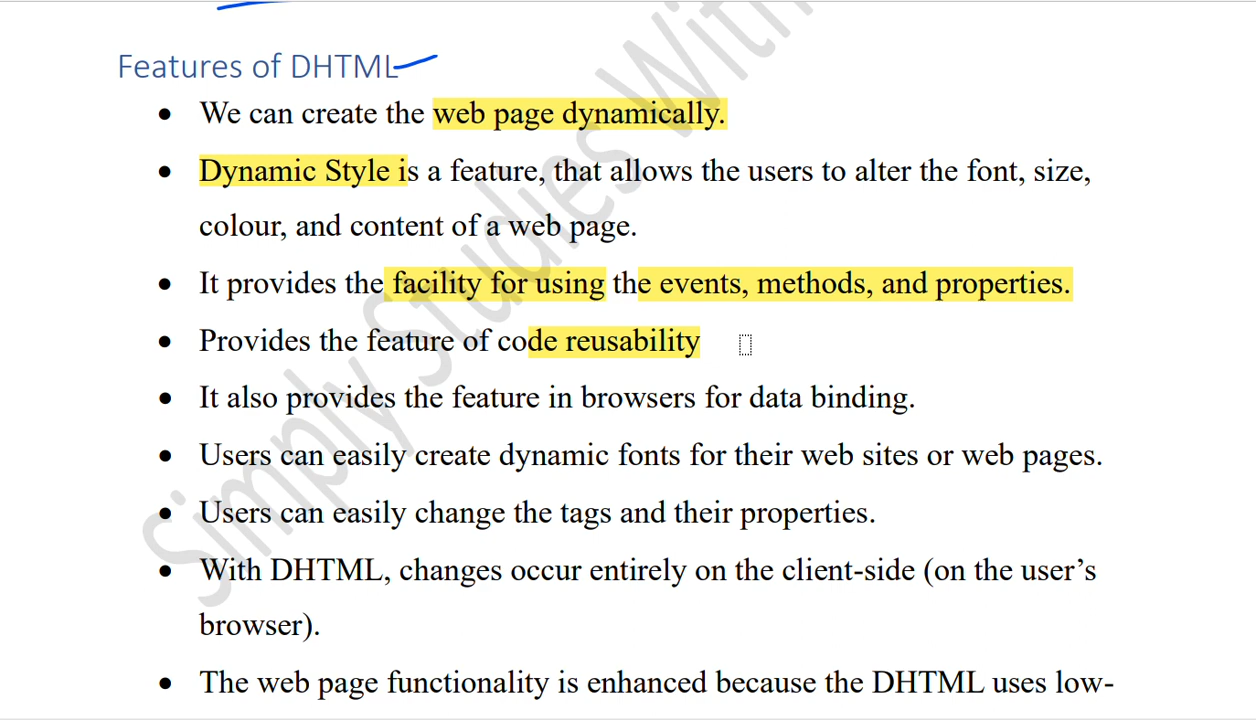 Features of DHTML
• We can create the web page dynamically.
• Dynamic Style is a feature, that allows the users to alter the font, size,
colour, and content of a web page.
• It provides the facility for using the events, methods, and properties.
• Provides the feature of code reusability
• It also provides the feature in browsers for data binding.
• Users can easily create dynamic fonts for their web sites or web pages.
• Users can easily change the tags and their properties.
• With DHTML, changes occur entirely on the client-side (on the user’s
browser).
• The web page functionality is enhanced because the DHTML uses low-
Simply Studies With